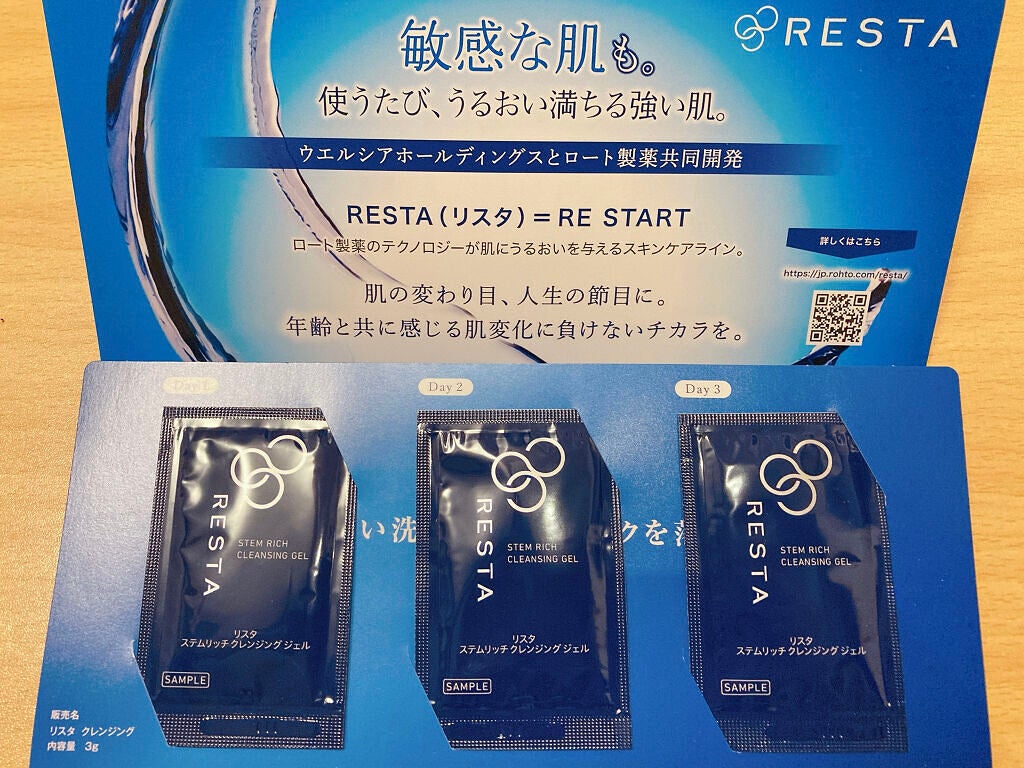 RESTA
敏感な肌も。
使うたび、うるおい満ちる強い肌。
ウエルシアホールディングスとロート製薬共同開発
RESTA(リスタ)=RE START
ロート製薬のテクノロジーが肌にうるおいを与えるスキンケアライン。
肌の変わり目、人生の節目に。
年齢と共に感じる肌変化に負けないチカラを。
詳しくはこちら
https://jp.rohto.com/resta/
Day 1
Day 2
Day 3
い洗
クを落
RESTA
STEM RICH
CLEANSING GEL
リスタ
ステムリッチ クレンジング ジェル
SAMPLE
RESTA
STEM RICH
CLEANSING GEL
リスタ
ステムリッチ クレンジング ジェル
SAMPLE
RESTA
STEM RICH
CLEANSING GEL
リスタ
ステムリッチ クレンジング ジェル
SAMPLE
販売名
リスタ クレンジング
内容量 3g